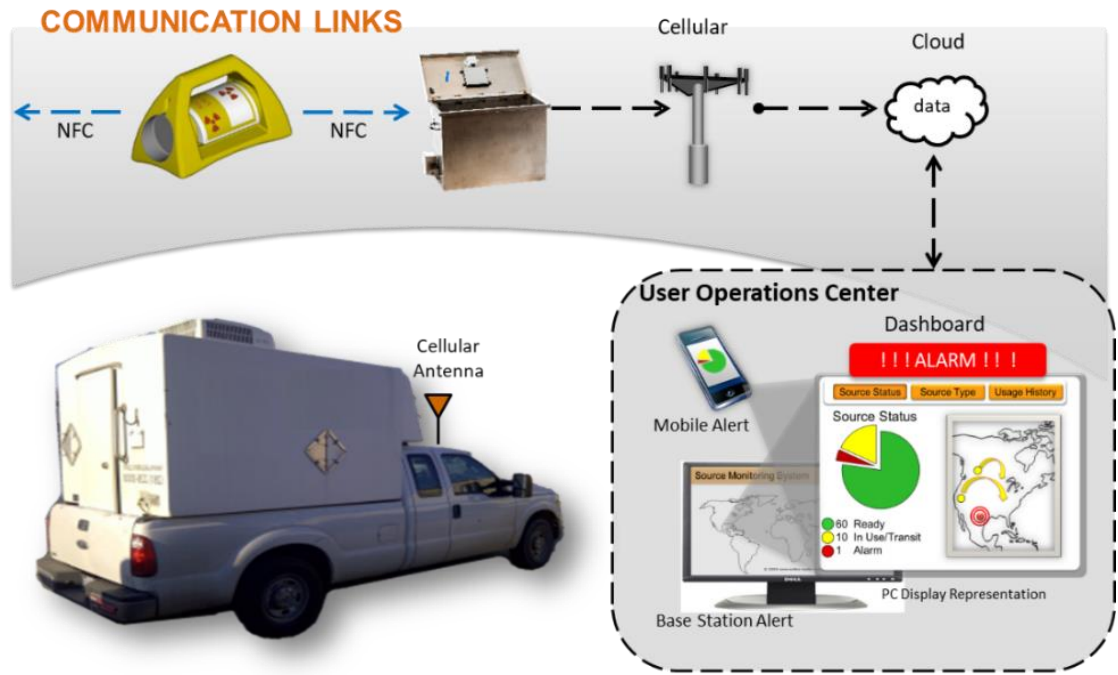 COMMUNICATION LINKS
NFC
NFC
Cellular
Cloud
data
Cellular
Antenna
User Operations Center
Dashboard
! ! ! ALARM ! ! !
Mobile Alert
Source Status
Source Type
Usage History
Source Status
60 Ready
10 In Use/Transit
1 Alarm
Source Monitoring System
DELL
PC Display Representation
Base Station Alert